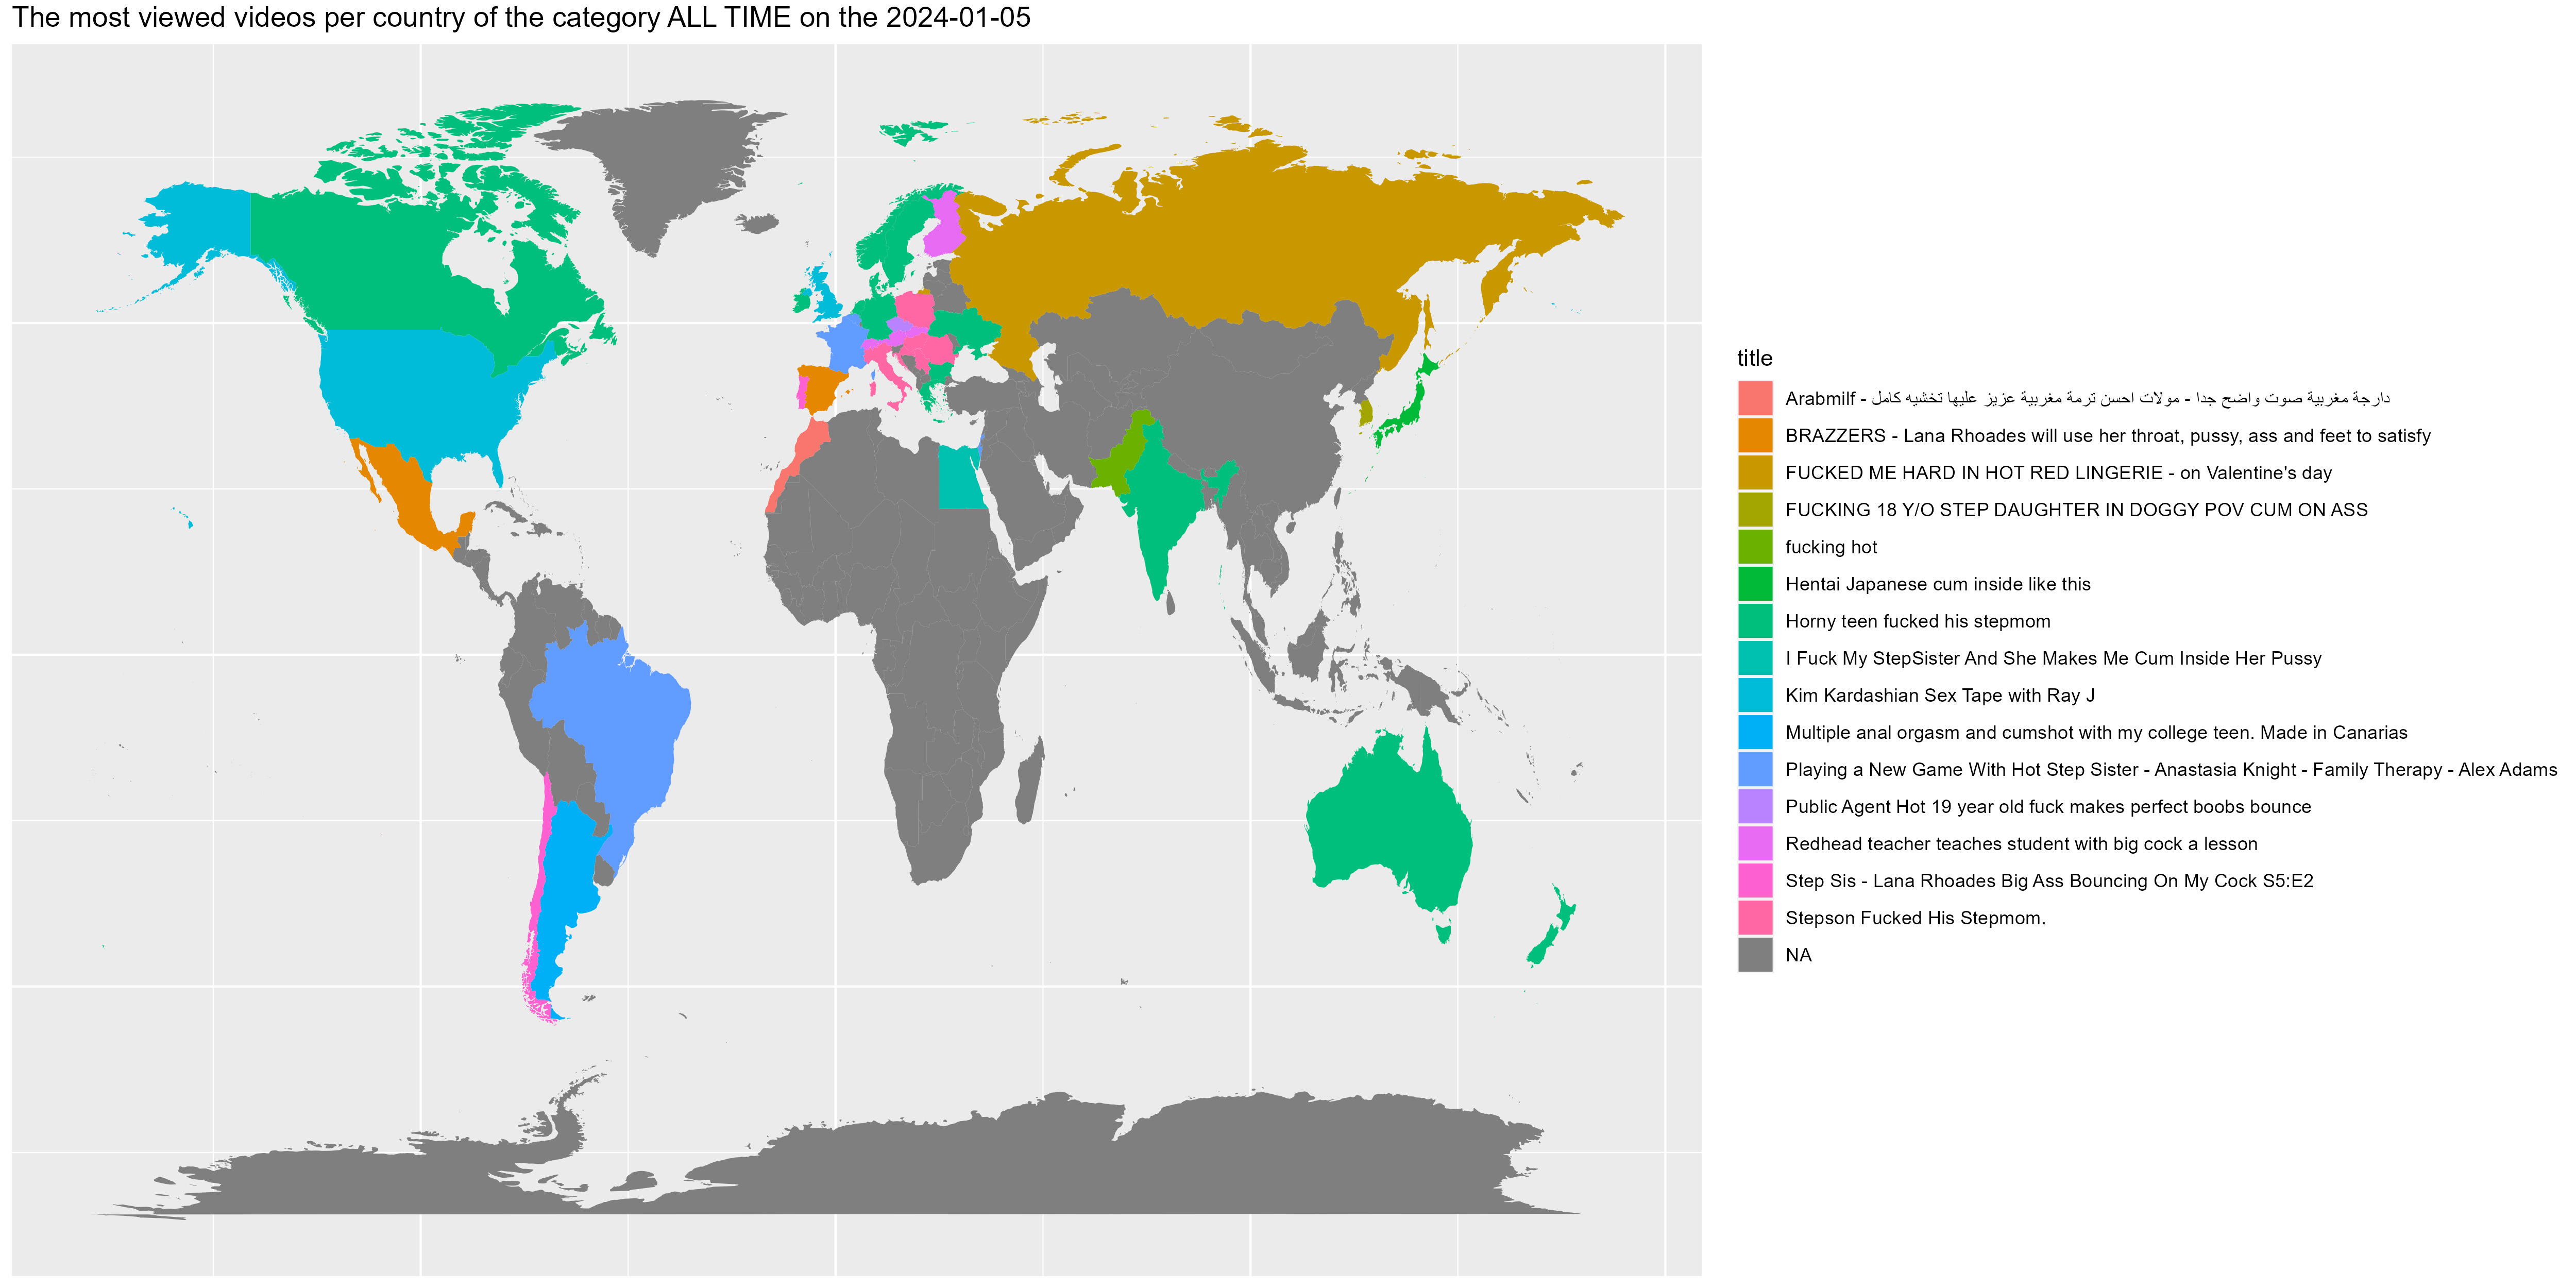 The most viewed videos per country of the category ALL TIME on the 2024-01-05
title
Arabmilf - دارجة مغربية صوت واضح جدا - مولات احسن ترمة مغربية عزيز عليها تخشيه كامل
BRAZZERS - Lana Rhoades will use her throat, pussy, ass and feet to satisfy
FUCKED ME HARD IN HOT RED LINGERIE - on Valentine's day
FUCKING 18 Y/O STEP DAUGHTER IN DOGGY POV CUM ON ASS
fucking hot
Hentai Japanese cum inside like this
Horny teen fucked his stepmom
I Fuck My StepSister And She Makes Me Cum Inside Her Pussy
Kim Kardashian Sex Tape with Ray J
Multiple anal orgasm and cumshot with my college teen. Made in Canarias
Playing a New Game With Hot Step Sister - Anastasia Knight - Family Therapy - Alex Adams
Public Agent Hot 19 year old fuck makes perfect boobs bounce
Redhead teacher teaches student with big cock a lesson
Step Sis - Lana Rhoades Big Ass Bouncing On My Cock S5:E2
Stepson Fucked His Stepmom.
NA